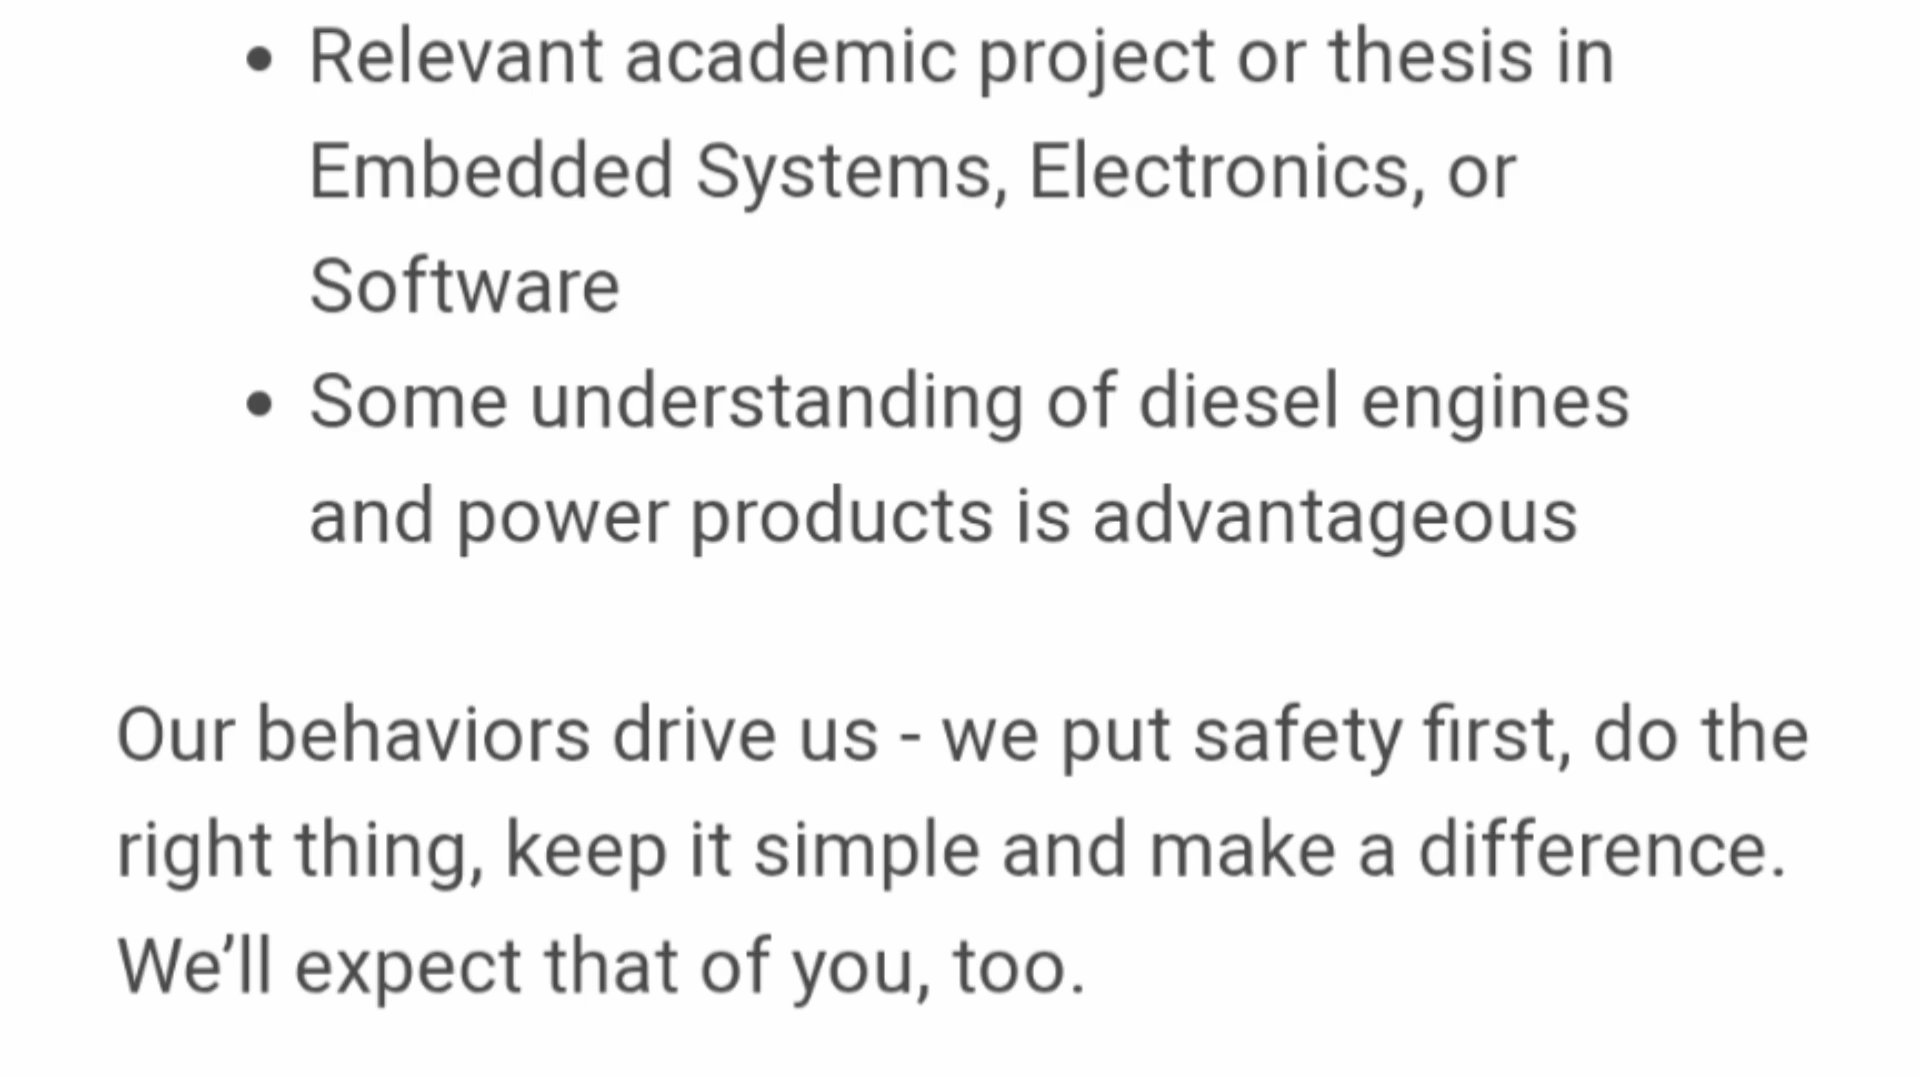 • Relevant academic project or thesis in
Embedded Systems, Electronics, or
Software
• Some understanding of diesel engines
and power products is advantageous
Our behaviors drive us - we put safety first, do the
right thing, keep it simple and make a difference.
We’ll expect that of you, too.